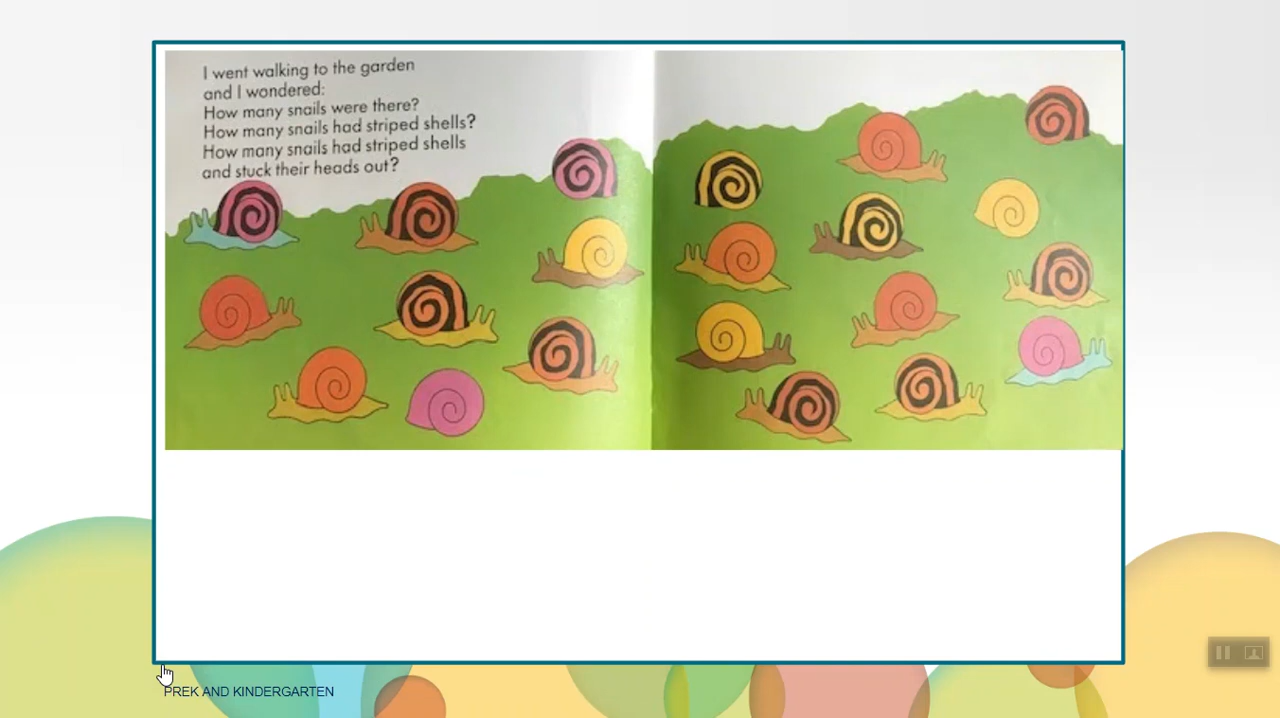 I went walking to the garden
and I wondered:
How many snails were there?
How many snails had striped shells?
How many snails had striped shells
and stuck their heads out?
PREK AND KINDERGARTEN